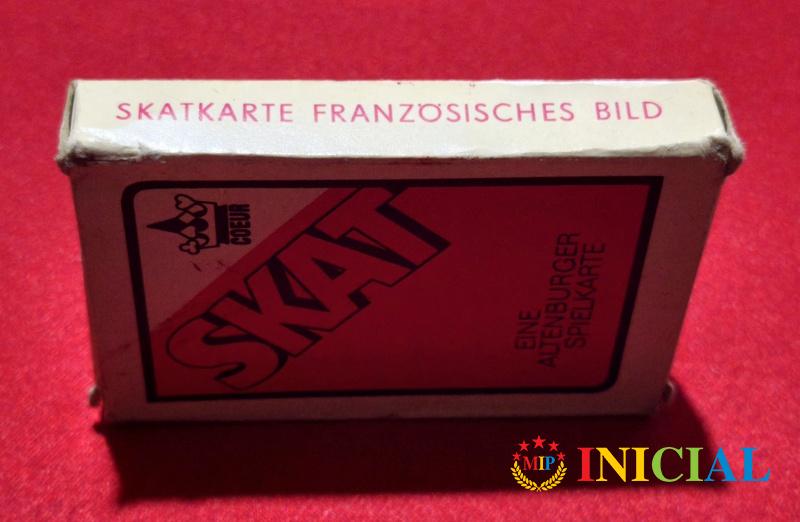 SKATKARTE FRANZÖSISCHES BILD
COEUR
SKAT
EINE
ALTENBURGER
SPIELKARTE
MIP INICIAL